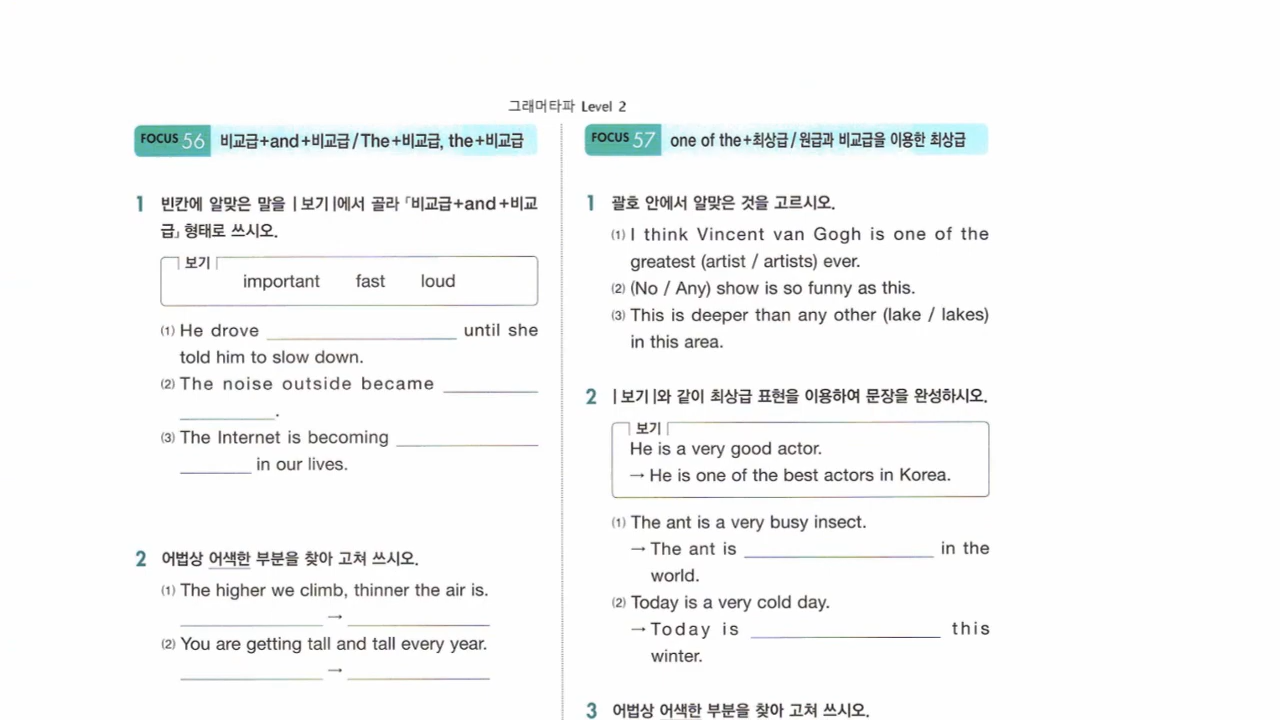 그래머타파 Level 2
FOCUS 56 비교급+and+비교급/The+비교급, the+비교급
1 빈칸에 알맞은 말을 |보기|에서 골라 「비교급+and+비교
급」 형태로 쓰시오.
보기
important fast loud
(1) He drove ____________________ until she
told him to slow down.
(2) The noise outside became __________
__________.
(3) The Internet is becoming _______________
________ in our lives.
2 어법상 어색한 부분을 찾아 고쳐 쓰시오.
(1) The higher we climb, thinner the air is.
_______________ → _______________
(2) You are getting tall and tall every year.
_______________ → _______________
FOCUS 57 one of the+최상급/원급과 비교급을 이용한 최상급
1 괄호 안에서 알맞은 것을 고르시오.
(1) I think Vincent van Gogh is one of the
greatest (artist / artists) ever.
(2) (No / Any) show is so funny as this.
(3) This is deeper than any other (lake / lakes)
in this area.
2 |보기|와 같이 최상급 표현을 이용하여 문장을 완성하시오.
보기
He is a very good actor.
→ He is one of the best actors in Korea.
(1) The ant is a very busy insect.
→ The ant is ____________________ in the
world.
(2) Today is a very cold day.
→ Today is ____________________ this
winter.
3 어법상 어색한 부분을 찾아 고쳐 쓰시오.